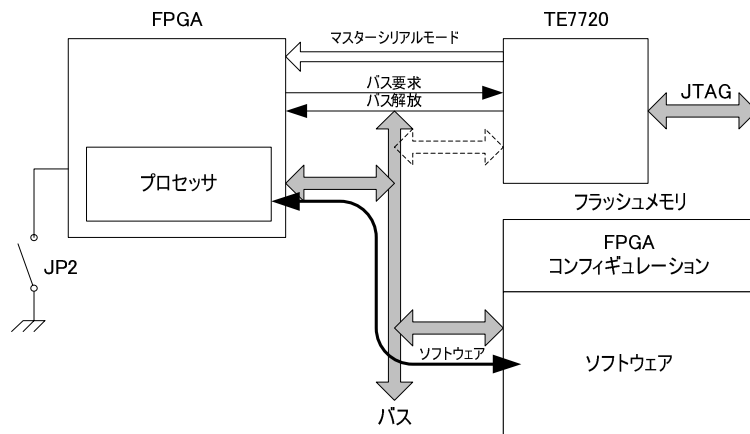 FPGA
TE7720
マスターシリアルモード
バス要求
バス解放
JTAG
プロセッサ
フラッシュメモリ
FPGA
コンフィギュレーション
JP2
ソフトウェア
ソフトウェア
バス